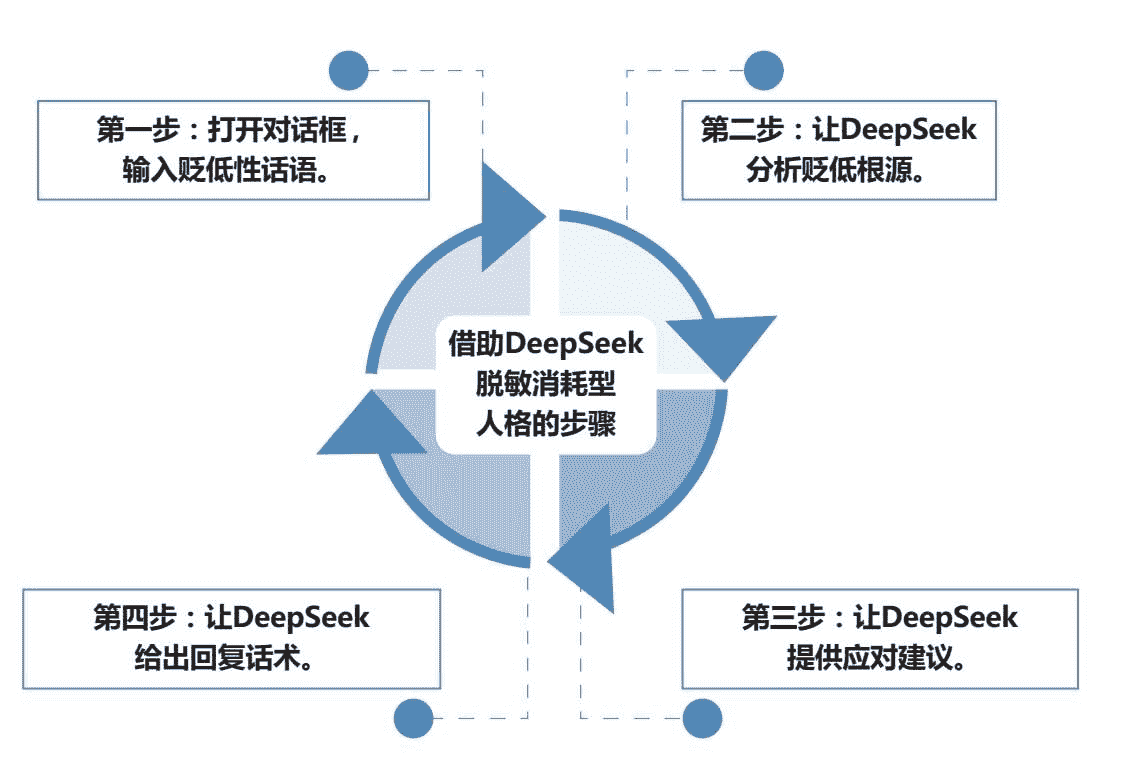 第一步：打开对话框，
输入贬低性话语。
第二步：让DeepSeek
分析贬低根源。
借助DeepSeek
脱敏消耗型
人格的步骤
第三步：让DeepSeek
提供应对建议。
第四步：让DeepSeek
给出回复话术。